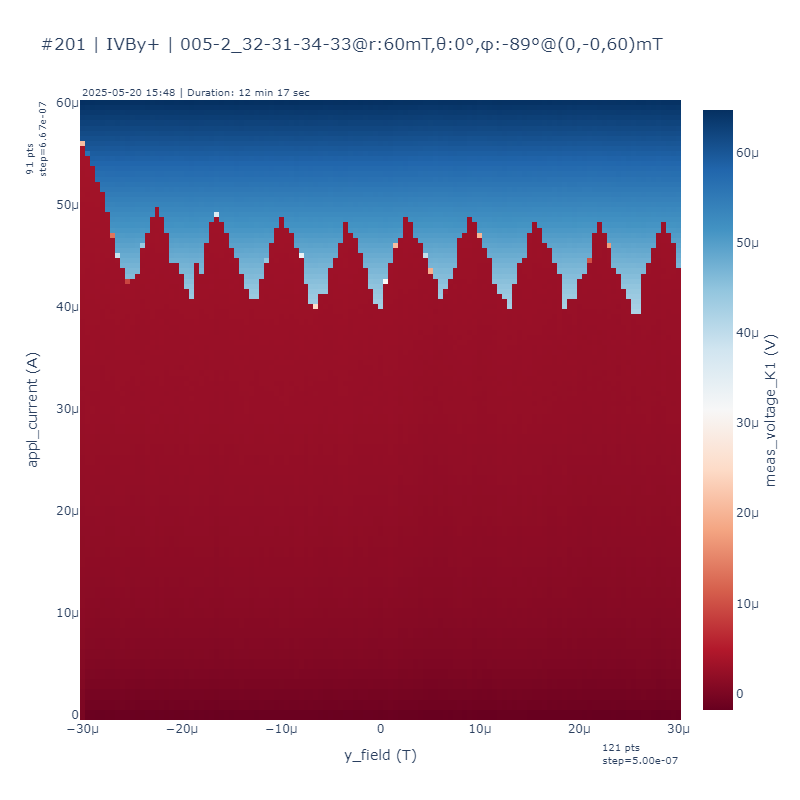 #201 | IVBy+ | 005-2_32-31-34-33@r:60mT,θ:0°,φ:-89°@(0,-0,60)mT
2025-05-20 15:48 | Duration: 12 min 17 sec
91 pts
step=6.67e-07
60μ
50μ
40μ
30μ
20μ
10μ
0
appl_current (A)
−30μ
−20μ
−10μ
0
10μ
20μ
30μ
y_field (T)
121 pts
step=5.00e-07
60μ
50μ
40μ
30μ
20μ
10μ
0
meas_voltage_K1 (V)